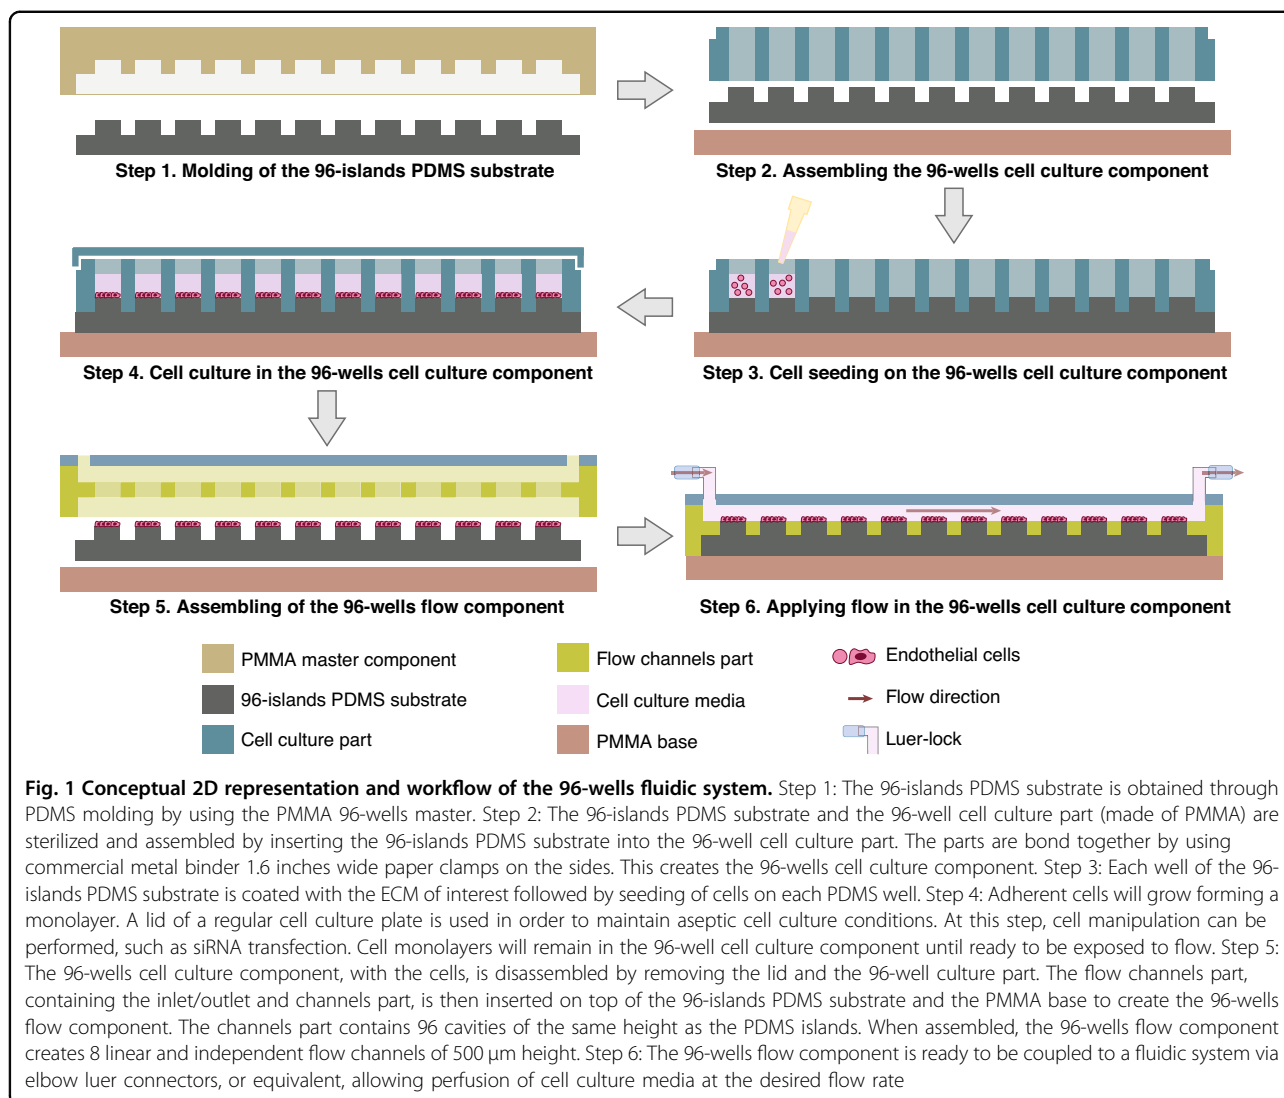 Step 1. Molding of the 96-islands PDMS substrate
Step 2. Assembling the 96-wells cell culture component
Step 4. Cell culture in the 96-wells cell culture component
Step 3. Cell seeding on the 96-wells cell culture component
Step 5. Assembling of the 96-wells flow component
Step 6. Applying flow in the 96-wells cell culture component
PMMA master component
Flow channels part
Endothelial cells
96-islands PDMS substrate
Cell culture media
Flow direction
Cell culture part
PMMA base
Luer-lock
Fig. 1 Conceptual 2D representation and workflow of the 96-wells fluidic system. Step 1: The 96-islands PDMS substrate is obtained through
PDMS molding by using the PMMA 96-wells master. Step 2: The 96-islands PDMS substrate and the 96-well cell culture part (made of PMMA) are
sterilized and assembled by inserting the 96-islands PDMS substrate into the 96-well cell culture part. The parts are bond together by using
commercial metal binder 1.6 inches wide paper clamps on the sides. This creates the 96-wells cell culture component. Step 3: Each well of the 96-
islands PDMS substrate is coated with the ECM of interest followed by seeding of cells on each PDMS well. Step 4: Adherent cells will grow forming a
monolayer. A lid of a regular cell culture plate is used in order to maintain aseptic cell culture conditions. At this step, cell manipulation can be
performed, such as siRNA transfection. Cell monolayers will remain in the 96-well cell culture component until ready to be exposed to flow. Step 5:
The 96-wells cell culture component, with the cells, is disassembled by removing the lid and the 96-well culture part. The flow channels part,
containing the inlet/outlet and channels part, is then inserted on top of the 96-islands PDMS substrate and the PMMA base to create the 96-wells
flow component. The channels part contains 96 cavities of the same height as the PDMS islands. When assembled, the 96-wells flow component
creates 8 linear and independent flow channels of 500 μm height. Step 6: The 96-wells flow component is ready to be coupled to a fluidic system via
elbow luer connectors, or equivalent, allowing perfusion of cell culture media at the desired flow rate